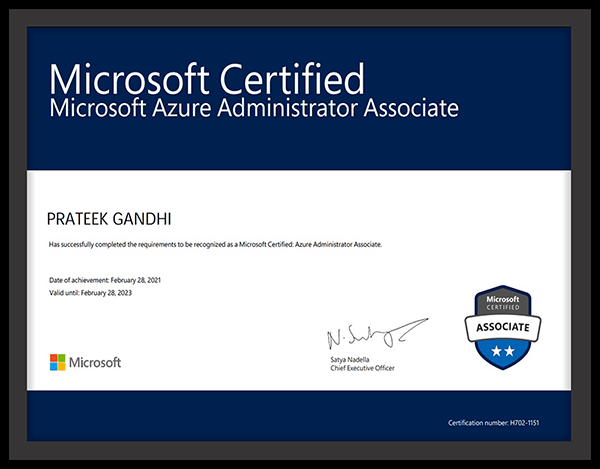 Microsoft Certified
Microsoft Azure Administrator Associate
PRATEEK GANDHI
Has successfully completed the requirements to be recognized as a Microsoft Certified: Azure Administrator Associate.
Date of achievement: February 28, 2021
Valid until: February 28, 2023
Microsoft
CERTIFIED
ASSOCIATE
Satya Nadella
Chief Executive Officer
Microsoft
Certification number: H702-1151